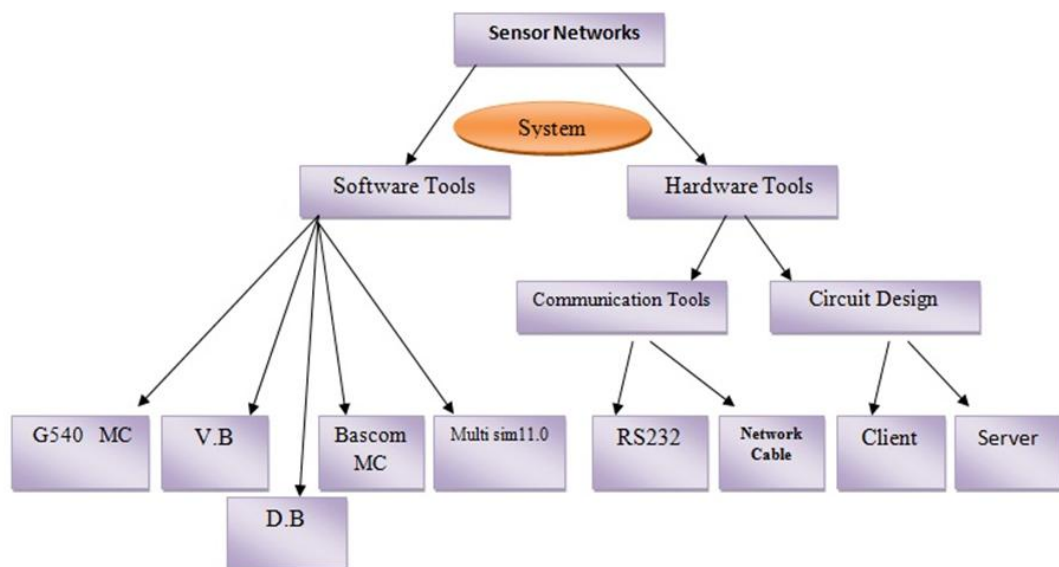 Sensor Networks
System
Software Tools
Hardware Tools
Communication Tools
Circuit Design
G540 MC
V.B
Bascom
MC
Multi sim11.0
RS232
Network
Cable
Client
Server
D.B